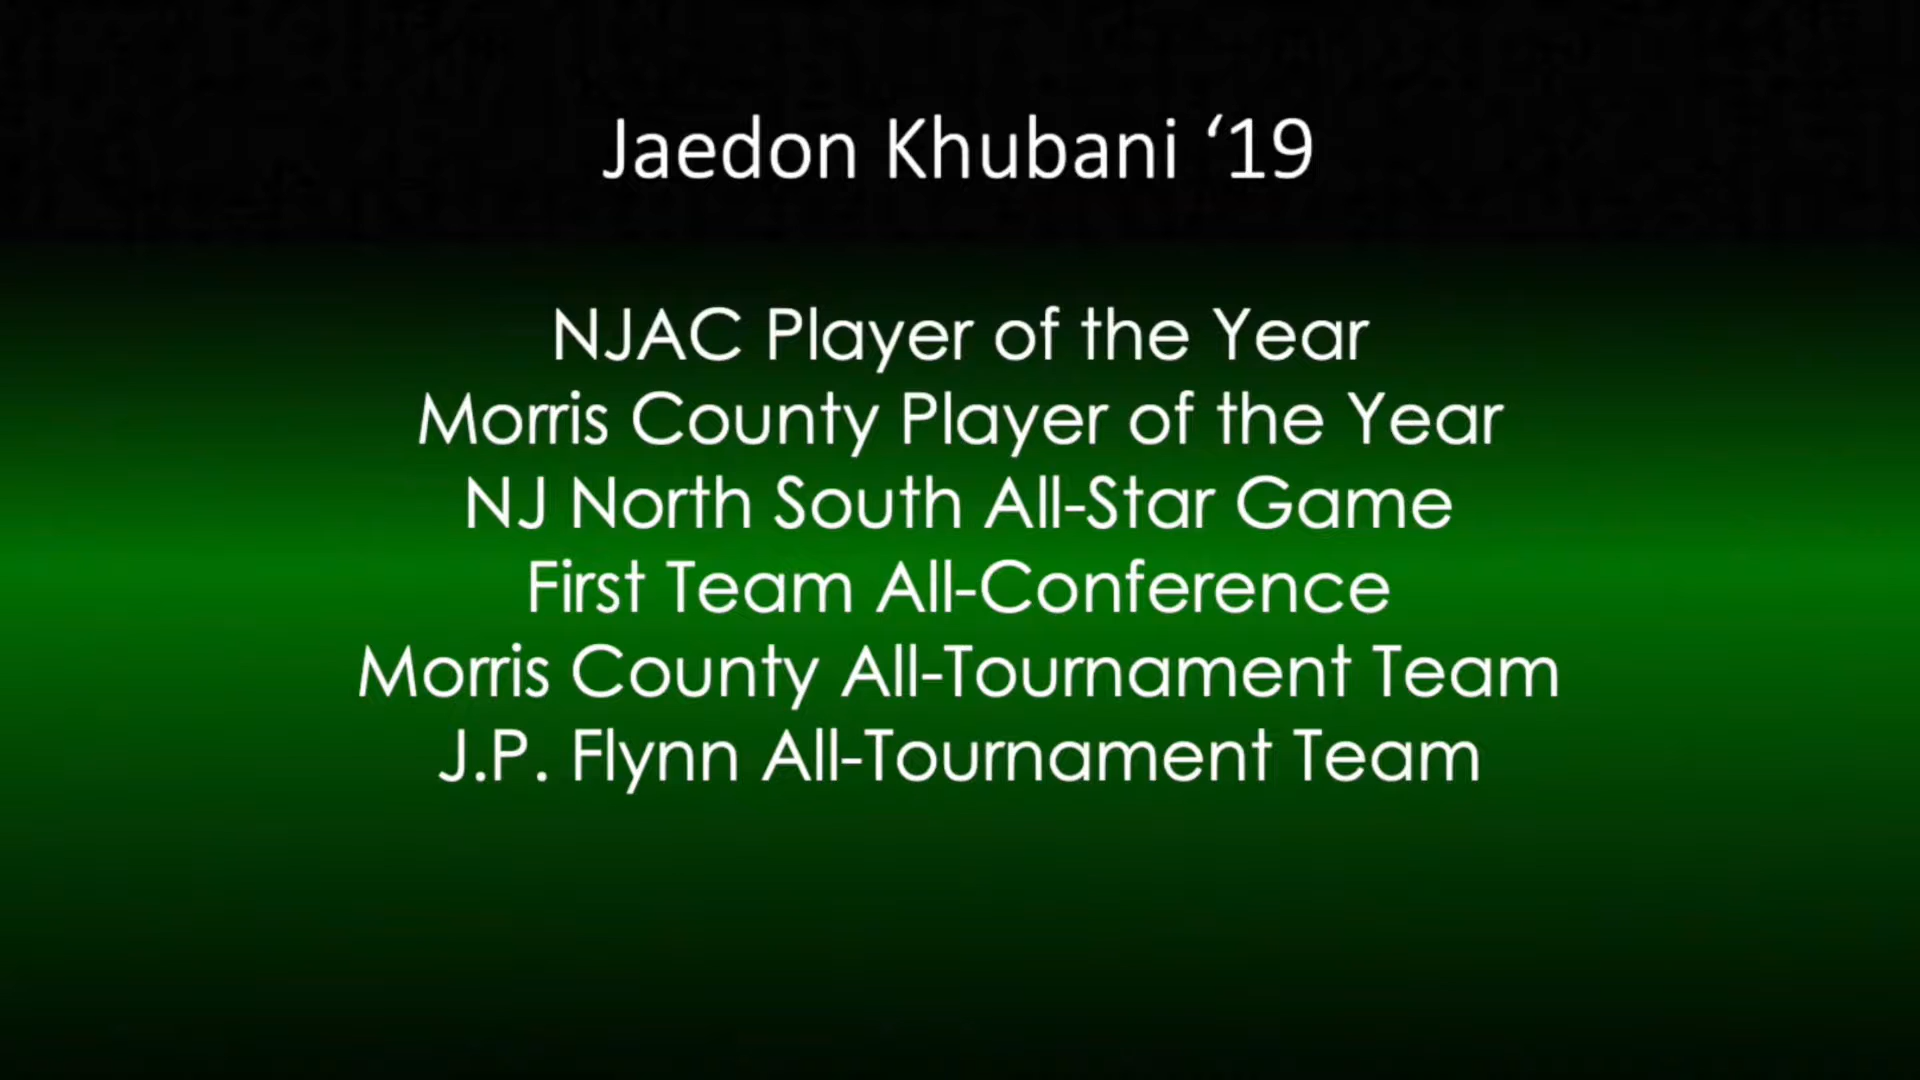 Jaedon Khubani ‘19
NJAC Player of the Year
Morris County Player of the Year
NJ North South All-Star Game
First Team All-Conference
Morris County All-Tournament Team
J.P. Flynn All-Tournament Team